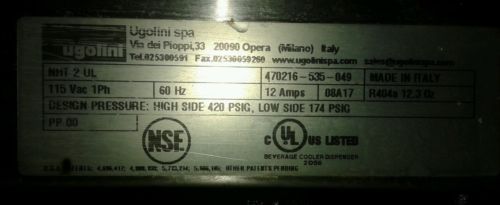 ugolini
Ugolini spa
Via dei Pioppi,33 20090 Opera (Milano) Italy
Tel.025300591 Fax.02530059260 www.ugolinispa.com sales@ugolinispa.com
NHT 2 UL 470216-535-049 MADE IN ITALY
115 Vac 1Ph 60 Hz 12 Amps 08A17 R404a 12.3 Oz
DESIGN PRESSURE: HIGH SIDE 420 PSIG, LOW SIDE 174 PSIG
PP 00
NSF
C UL US LISTED
BEVERAGE COOLER-DISPENSER
2056
U.S. PATENTS: OTHER PATENTS PENDING